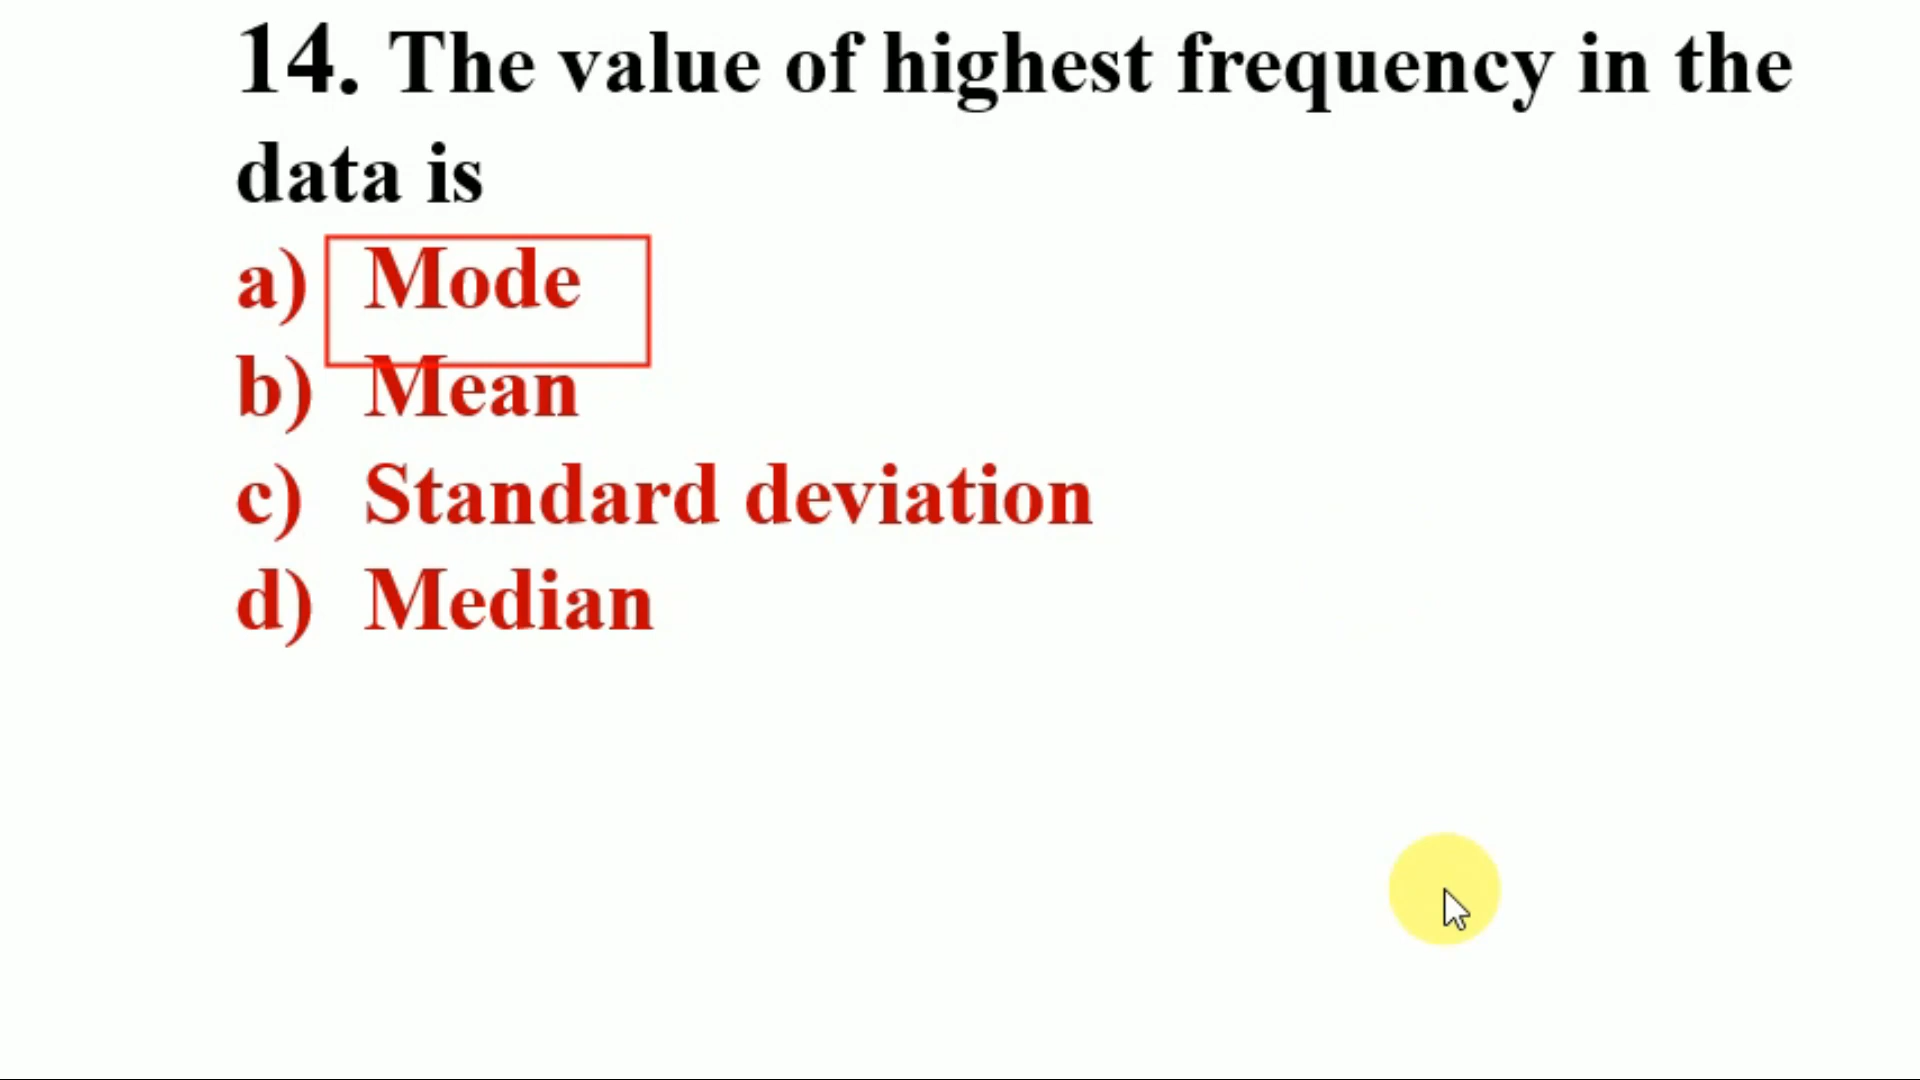 14. The value of highest frequency in the
data is
a) Mode
b) Mean
c) Standard deviation
d) Median